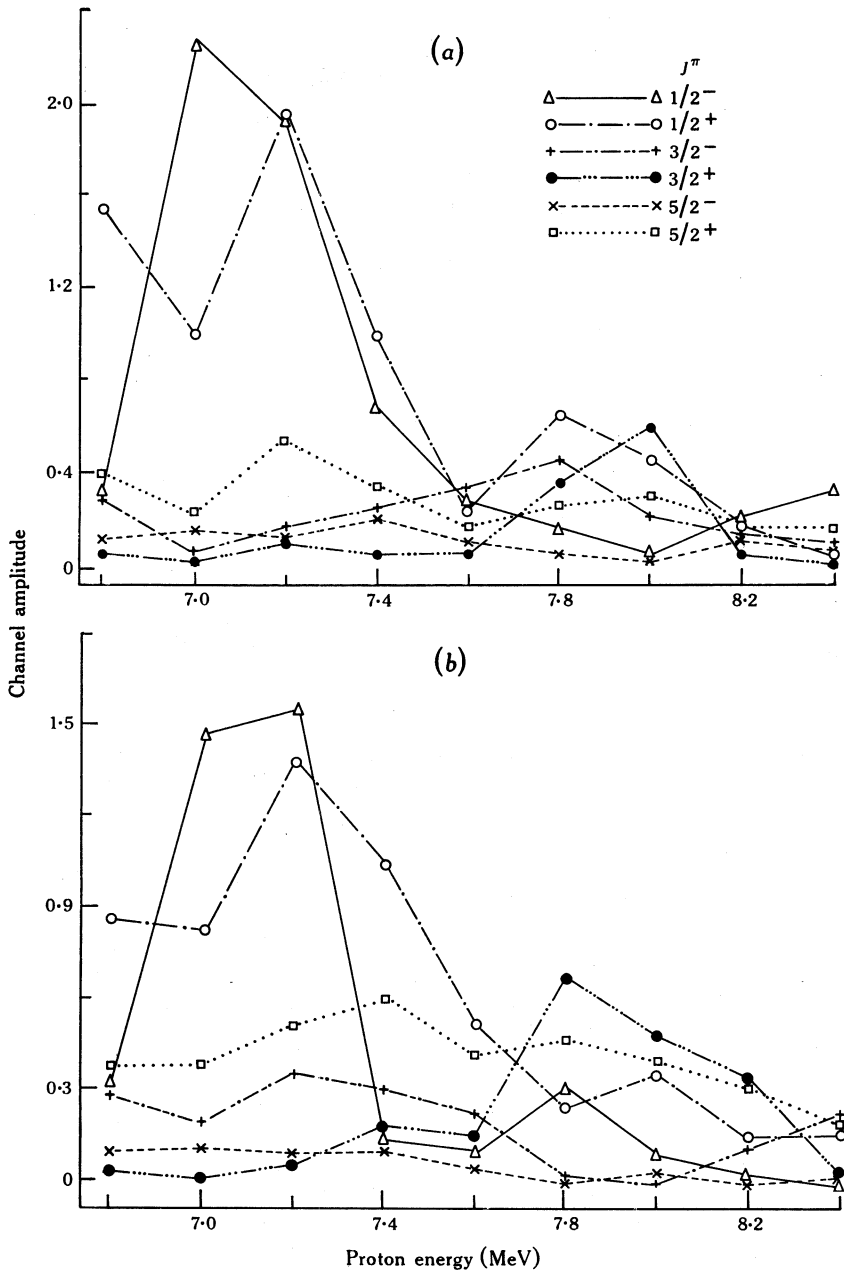 (a)
J^π
1/2⁻
1/2⁺
3/2⁻
3/2⁺
5/2⁻
5/2⁺
2·0
1·2
0·4
0
7·0 7·4 7·8 8·2
Channel amplitude
(b)
1·5
0·9
0·3
0
7·0 7·4 7·8 8·2
Proton energy (MeV)